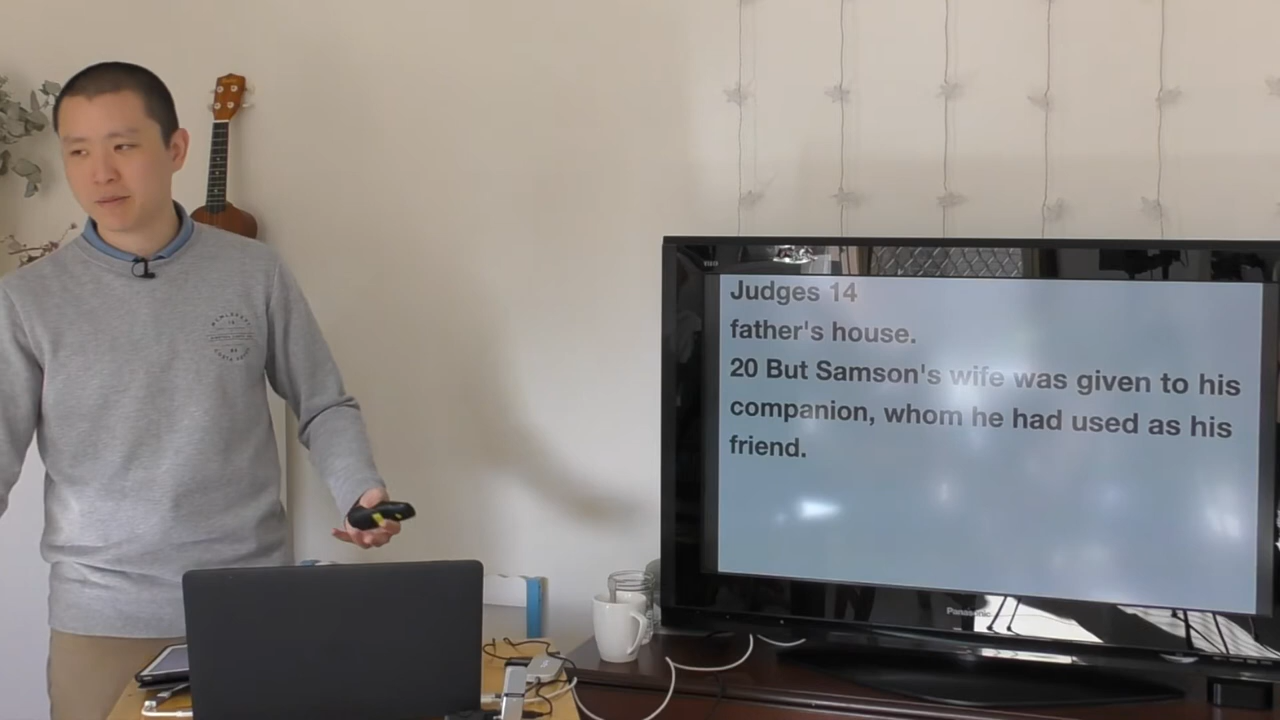 Judges 14
father's house.
20 But Samson's wife was given to his
companion, whom he had used as his
friend.
Panasonic